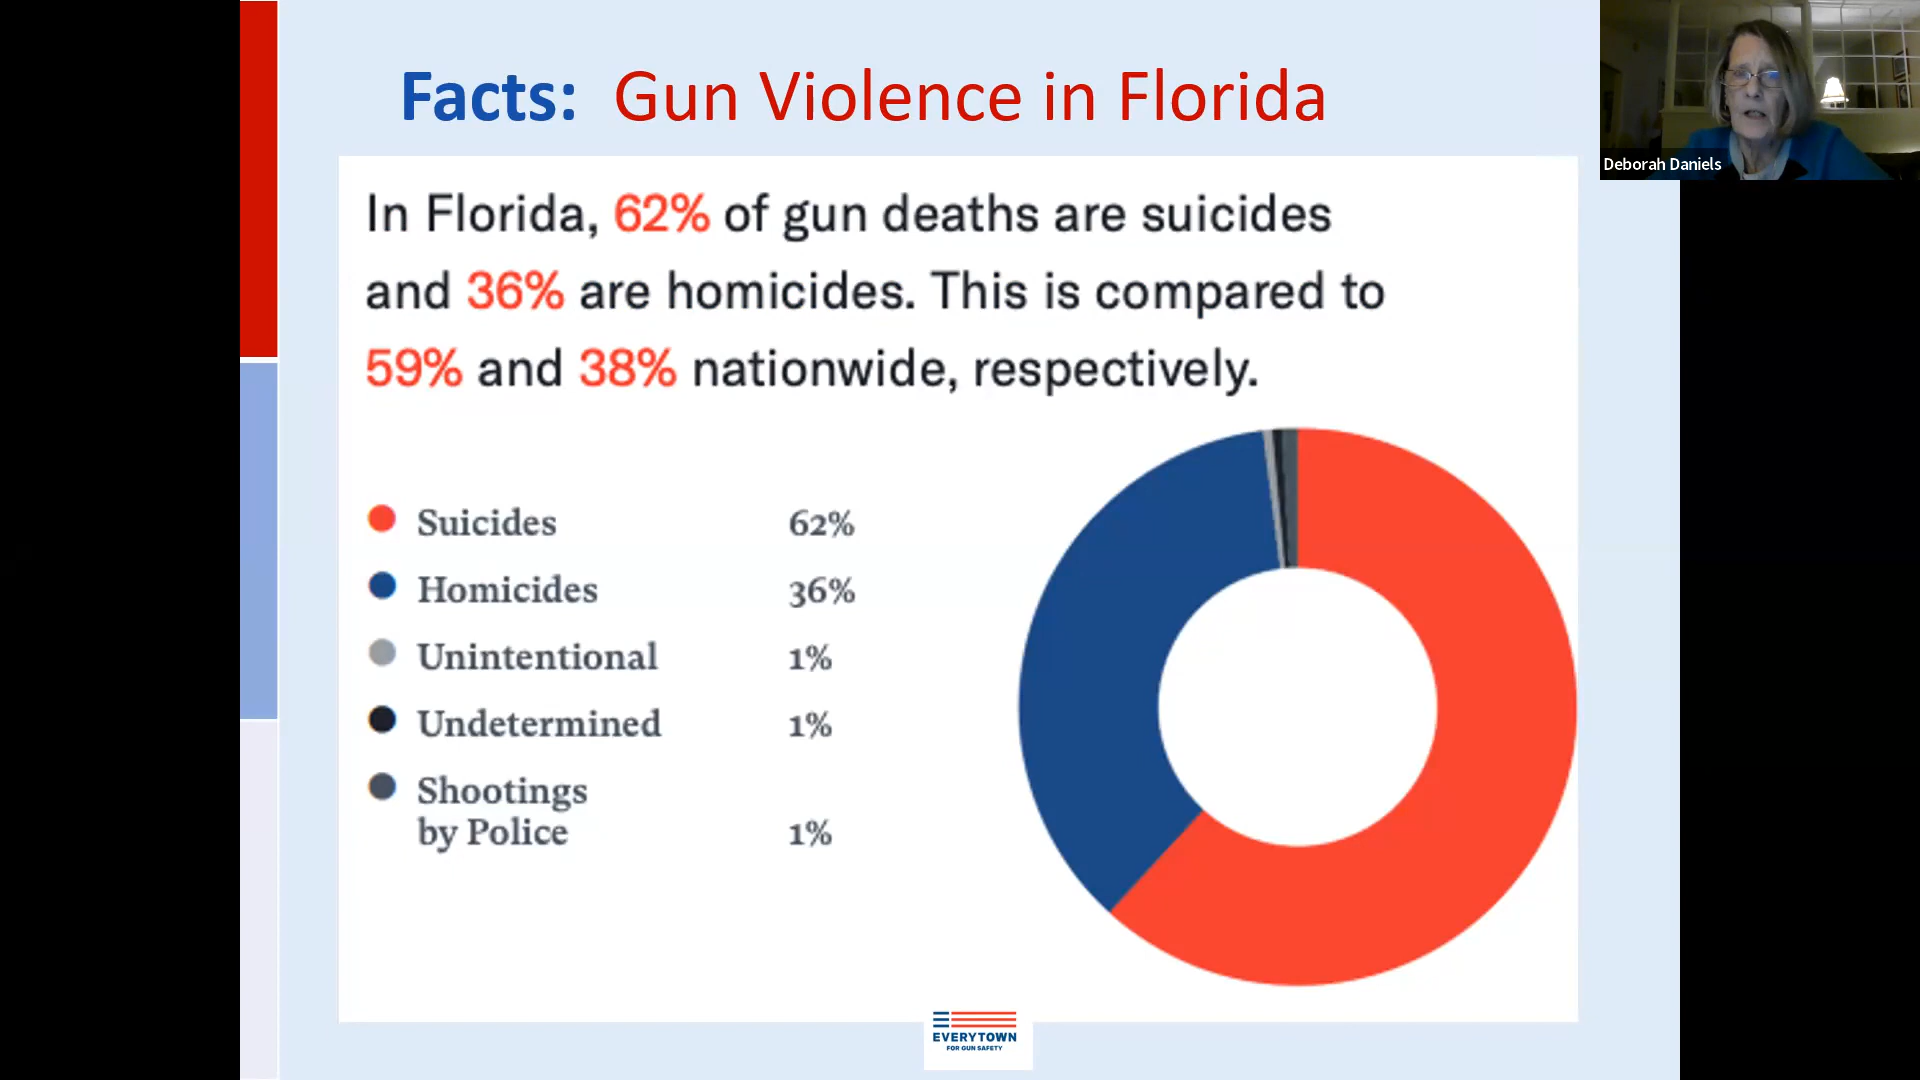 Facts: Gun Violence in Florida
Deborah Daniels
In Florida, 62% of gun deaths are suicides
and 36% are homicides. This is compared to
59% and 38% nationwide, respectively.
Suicides 62%
Homicides 36%
Unintentional 1%
Undetermined 1%
Shootings
by Police 1%
EVERYTOWN
FOR GUN SAFETY